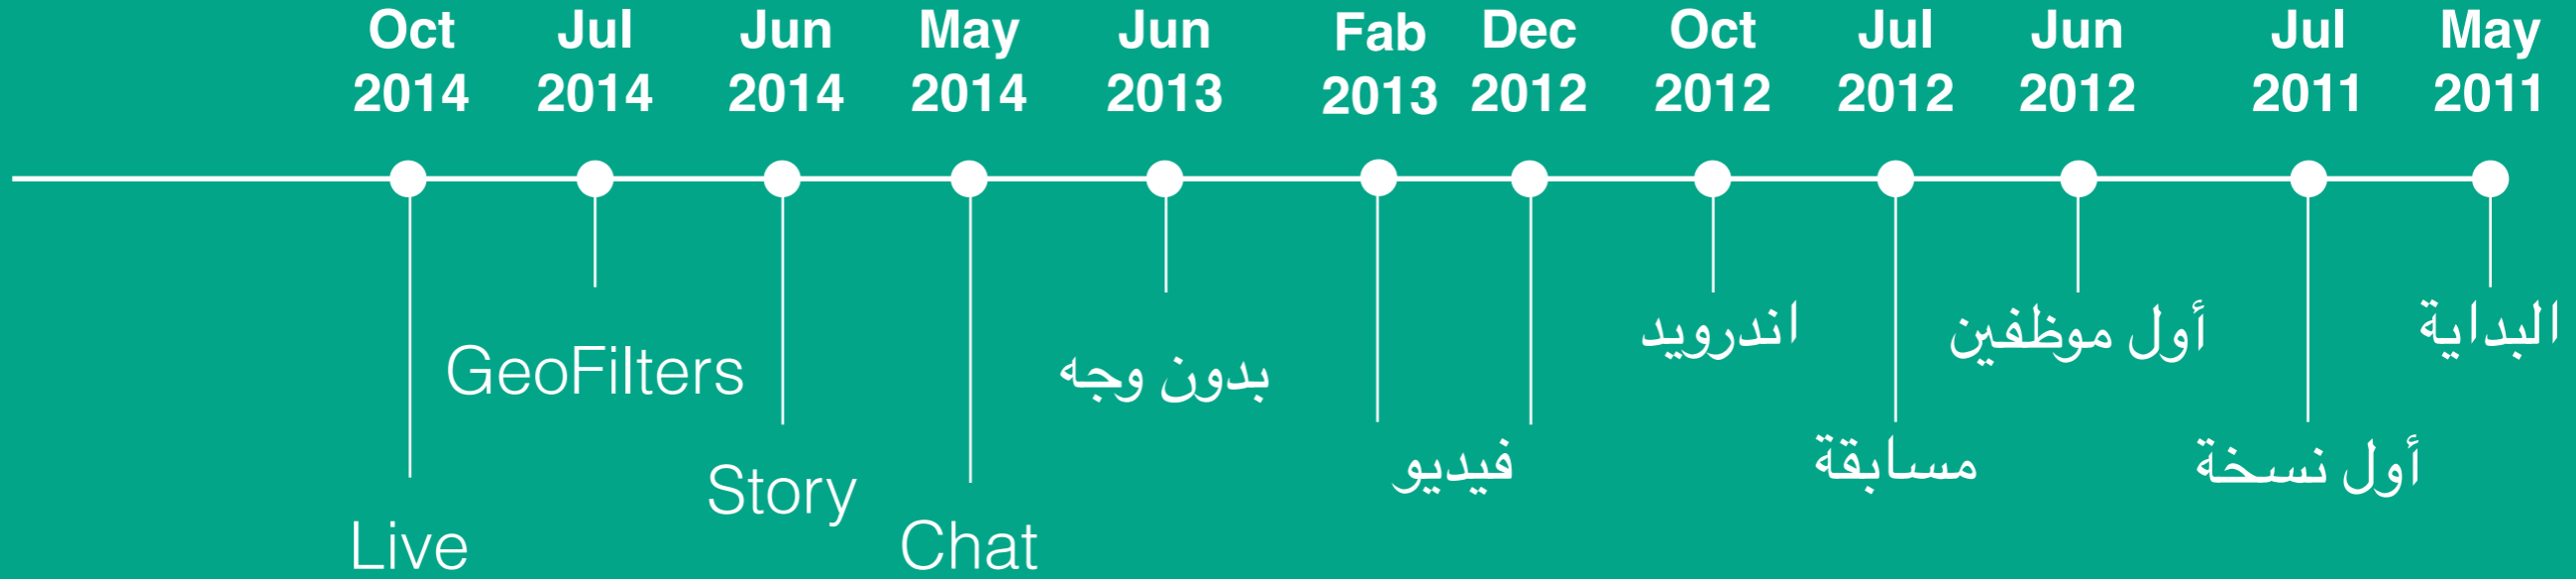 Oct Jul Jun May Jun Fab Dec Oct Jul Jun Jul May
2014 2014 2014 2014 2013 2013 2012 2012 2012 2012 2011 2011
البداية
أول موظفين
اندرويد
بدون وجه
GeoFilters
أول نسخة
مسابقة
فيديو
Story
Chat
Live